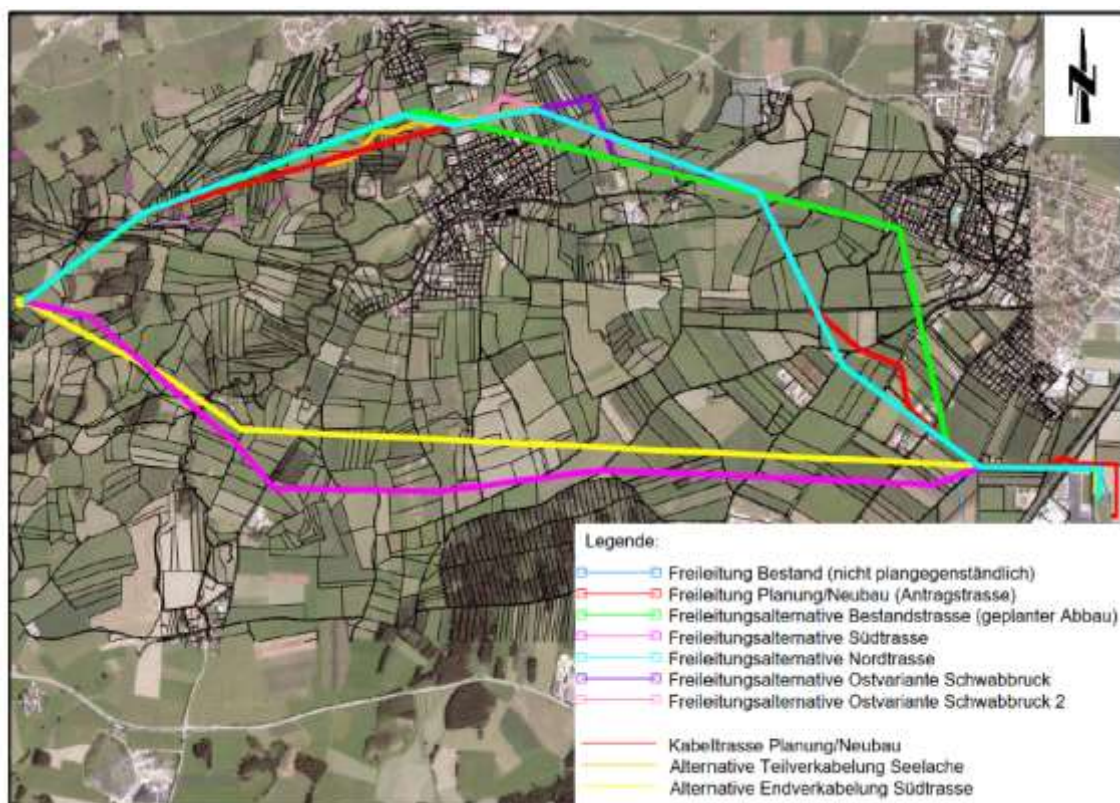 Legende:
Freileitung Bestand (nicht plangegenständlich)
Freileitung Planung/Neubau (Antragstrasse)
Freileitungsalternative Bestandstrasse (geplanter Abbau)
Freileitungsalternative Südtrasse
Freileitungsalternative Nordtrasse
Freileitungsalternative Ostvariante Schwabbruck
Freileitungsalternative Ostvariante Schwabbruck 2
Kabeltrasse Planung/Neubau
Alternative Teilverkabelung Seelache
Alternative Endverkabelung Südtrasse